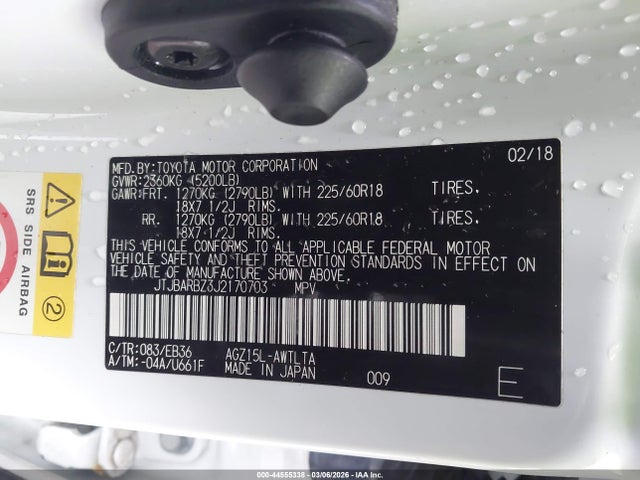 MFD.BY:TOYOTA MOTOR CORPORATION 02/18
GVWR:2360KG (5200LB)
GAWR:FRT. 1270KG (2790LB) WITH 225/60R18 TIRES,
18X7 1/2J RIMS.
RR. 1270KG (2790LB) WITH 225/60R18 TIRES,
18X7 1/2J RIMS.
THIS VEHICLE CONFORMS TO ALL APPLICABLE FEDERAL MOTOR
VEHICLE SAFETY AND THEFT PREVENTION STANDARDS IN EFFECT ON
THE DATE OF MANUFACTURE SHOWN ABOVE.
JTJBARBZ3J2170703 MPV
C/TR:083/EB36 AGZ15L-AWTLTA
A/TM:-04A/U661F MADE IN JAPAN 009 E
SRS SIDE AIRBAG
2
000-44555338 - 03/06/2026 - IAA Inc.